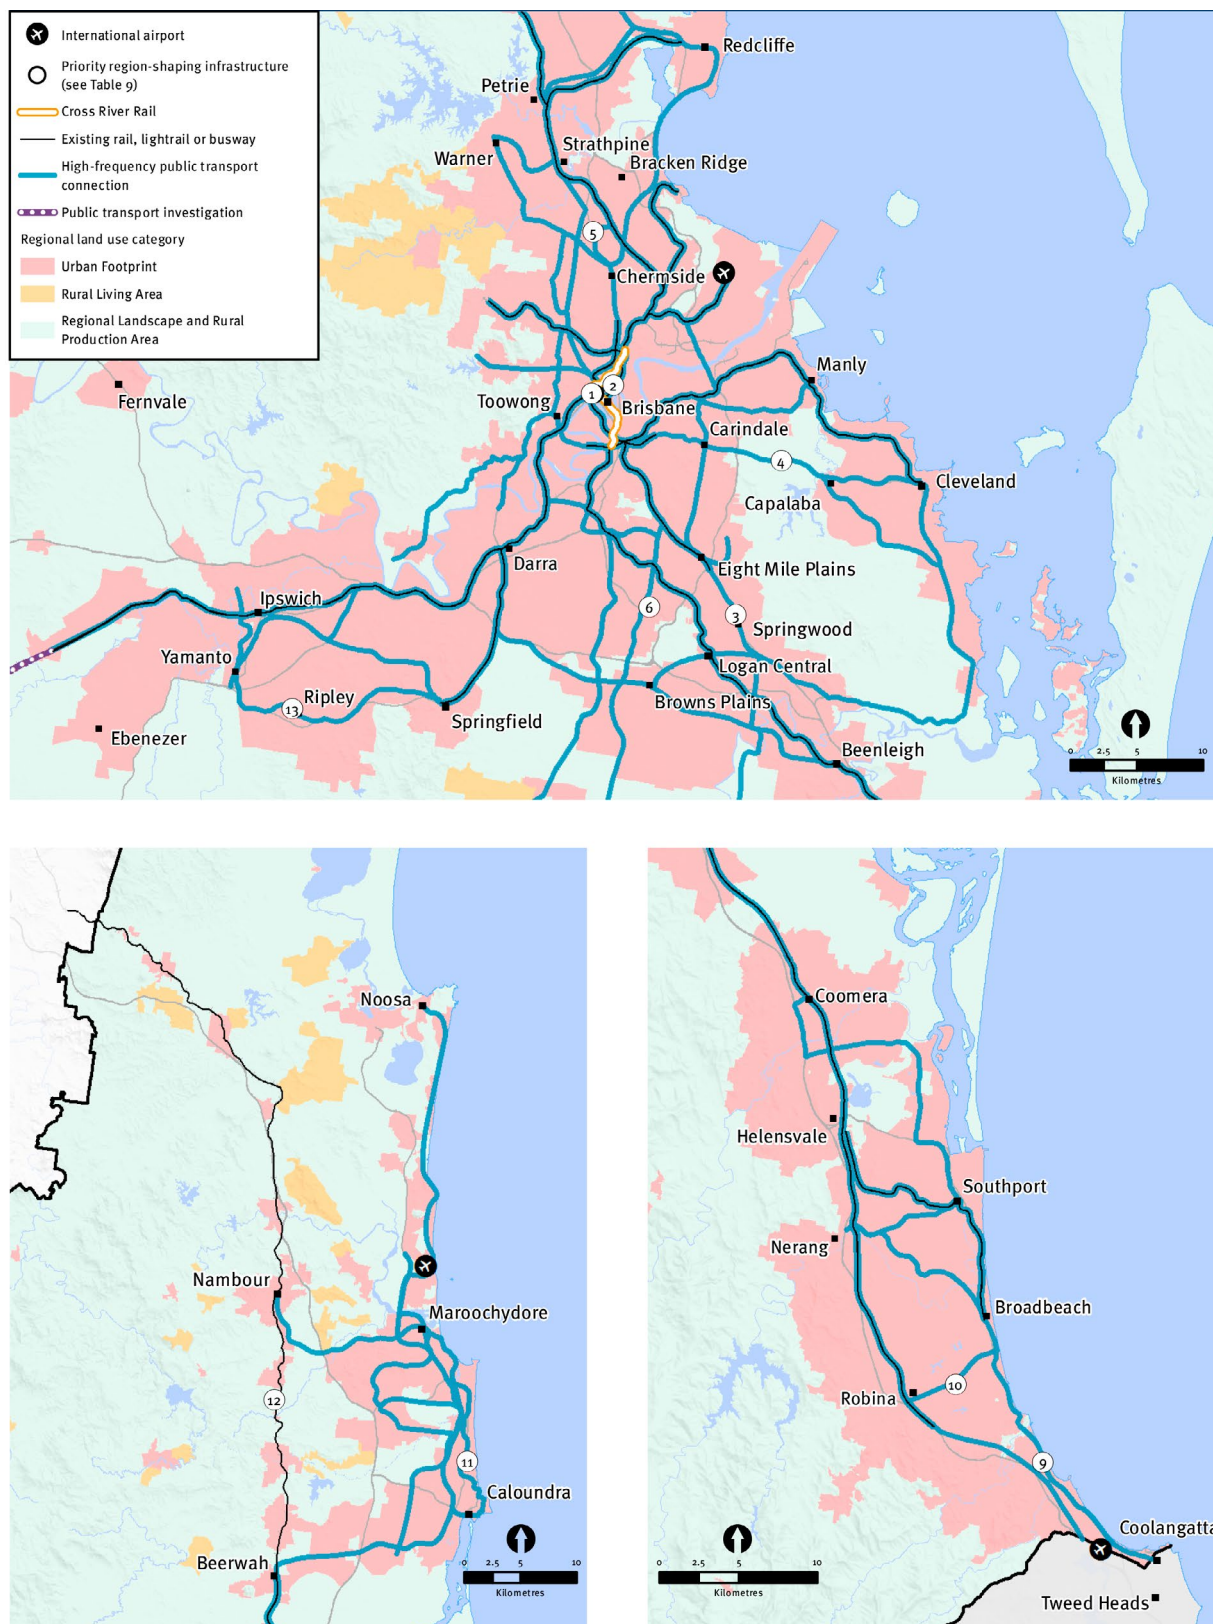 International airport
Priority region-shaping infrastructure
(see Table 9)
Cross River Rail
Existing rail, lightrail or busway
High-frequency public transport
connection
Public transport investigation
Regional land use category
Urban Footprint
Rural Living Area
Regional Landscape and Rural
Production Area
Redcliffe
Petrie
Strathpine
Warner
Bracken Ridge
5
Chermside
Manly
Fernvale
Toowong
1
2
Brisbane
Carindale
4
Capalaba
Cleveland
Darra
Eight Mile Plains
Ipswich
6
3
Springwood
Yamanto
Logan Central
Ripley
13
Browns Plains
Springfield
Ebenezer
Beenleigh
0 2.5 5 10
Kilometres
Noosa
Nambour
Maroochydore
12
11
Caloundra
Beerwah
0 2.5 5 10
Kilometres
Coomera
Helensvale
Southport
Nerang
Broadbeach
10
Robina
9
Coolangatta
Tweed Heads
0 2.5 5 10
Kilometres